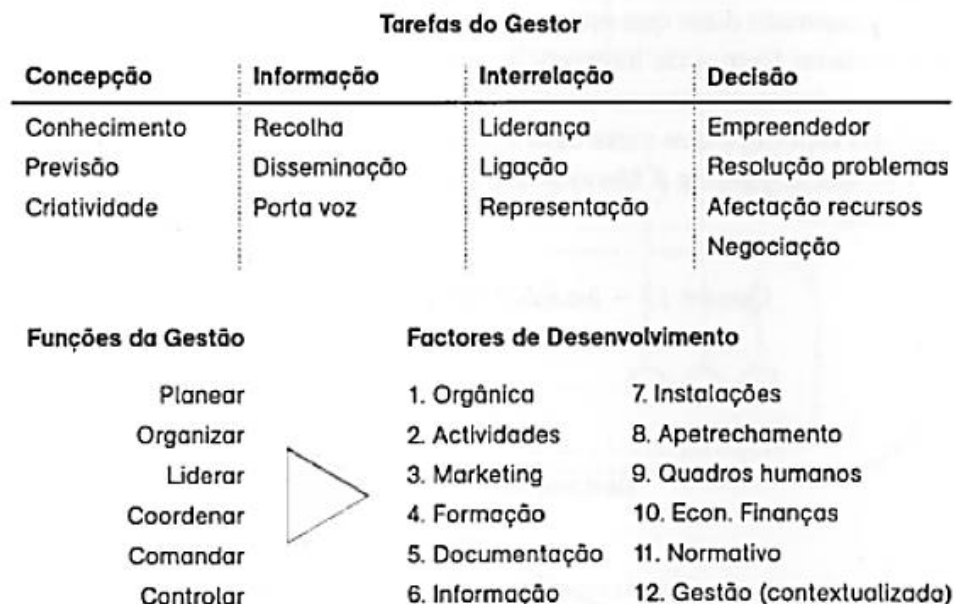 Tarefas do Gestor
Concepção Informação Interrelação Decisão
Conhecimento Recolha Liderança Empreendedor
Previsão Disseminação Ligação Resolução problemas
Criatividade Porta voz Representação Afectação recursos
Negociação
Funções da Gestão Factores de Desenvolvimento
Planear 1. Orgânica 7. Instalações
Organizar 2. Actividades 8. Apetrechamento
Liderar 3. Marketing 9. Quadros humanos
Coordenar 4. Formação 10. Econ. Finanças
Comandar 5. Documentação 11. Normativo
Controlar 6. Informação 12. Gestão (contextualizada)